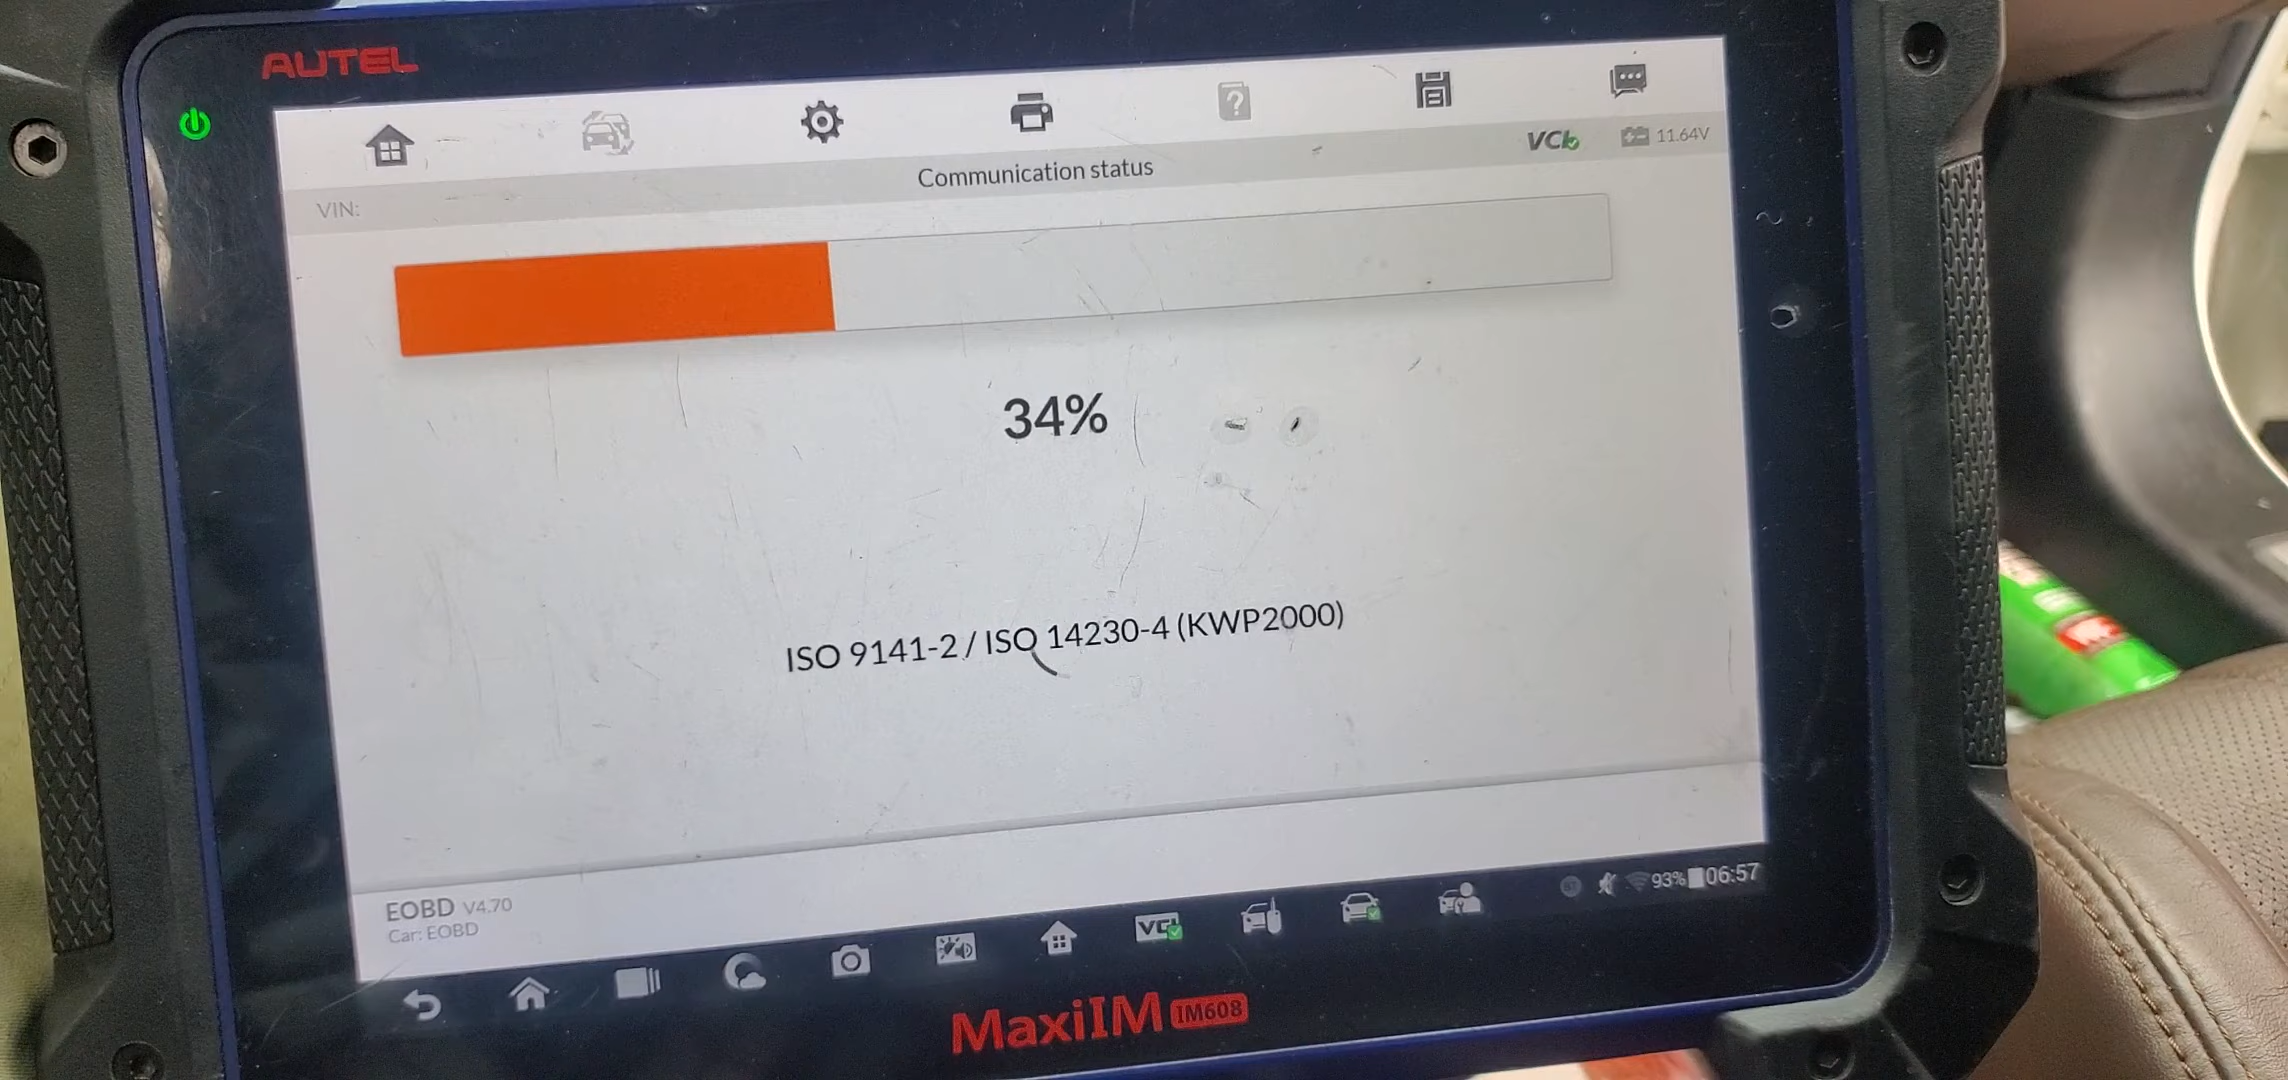 AUTEL
VCI
11.64V
Communication status
VIN:
34%
ISO 9141-2 / ISO 14230-4 (KWP2000)
EOBD V4.70
Car: EOBD
VCI
93% 06:57
MaxiIM IM608